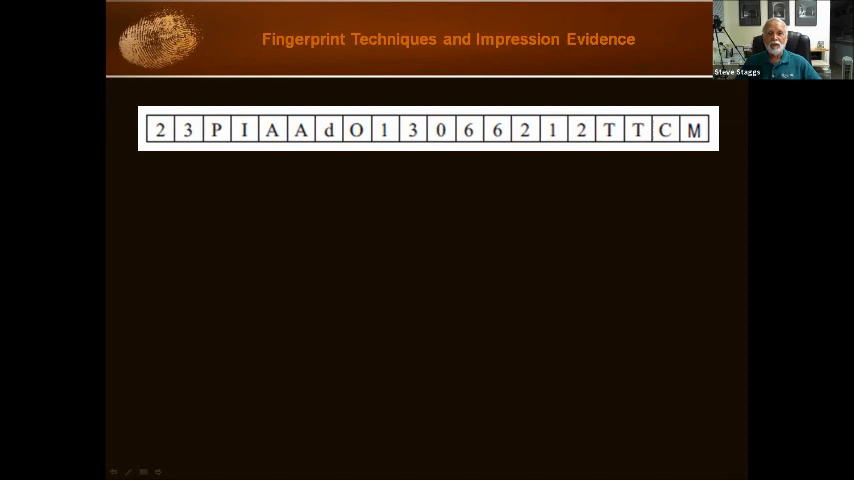 Fingerprint Techniques and Impression Evidence
Steve Staggs
2 3 P I A A d O 1 3 0 6 6 2 1 2 T T C M